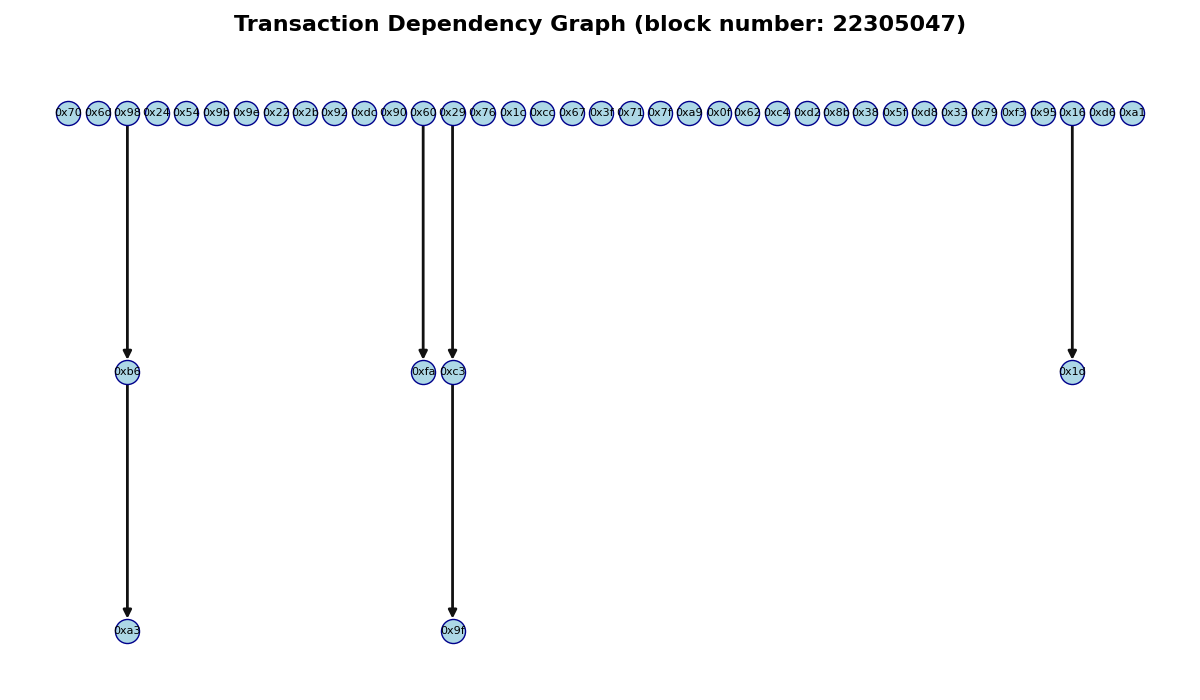 Transaction Dependency Graph (block number: 22305047)
0x70 0x6d 0x98 0x24 0x54 0x9b 0x9e 0x22 0x2b 0x92 0xdc 0x90 0x60 0x29 0x76 0x1c 0xcc 0x67 0x3f 0x71 0x7f 0xa9 0x0f 0x62 0xc4 0xd2 0x8b 0x38 0x5f 0xd8 0x33 0x79 0xf3 0x95 0x16 0xd6 0xa1
0xb6 0xfa 0xc3 0x1d
0xa3 0x9f